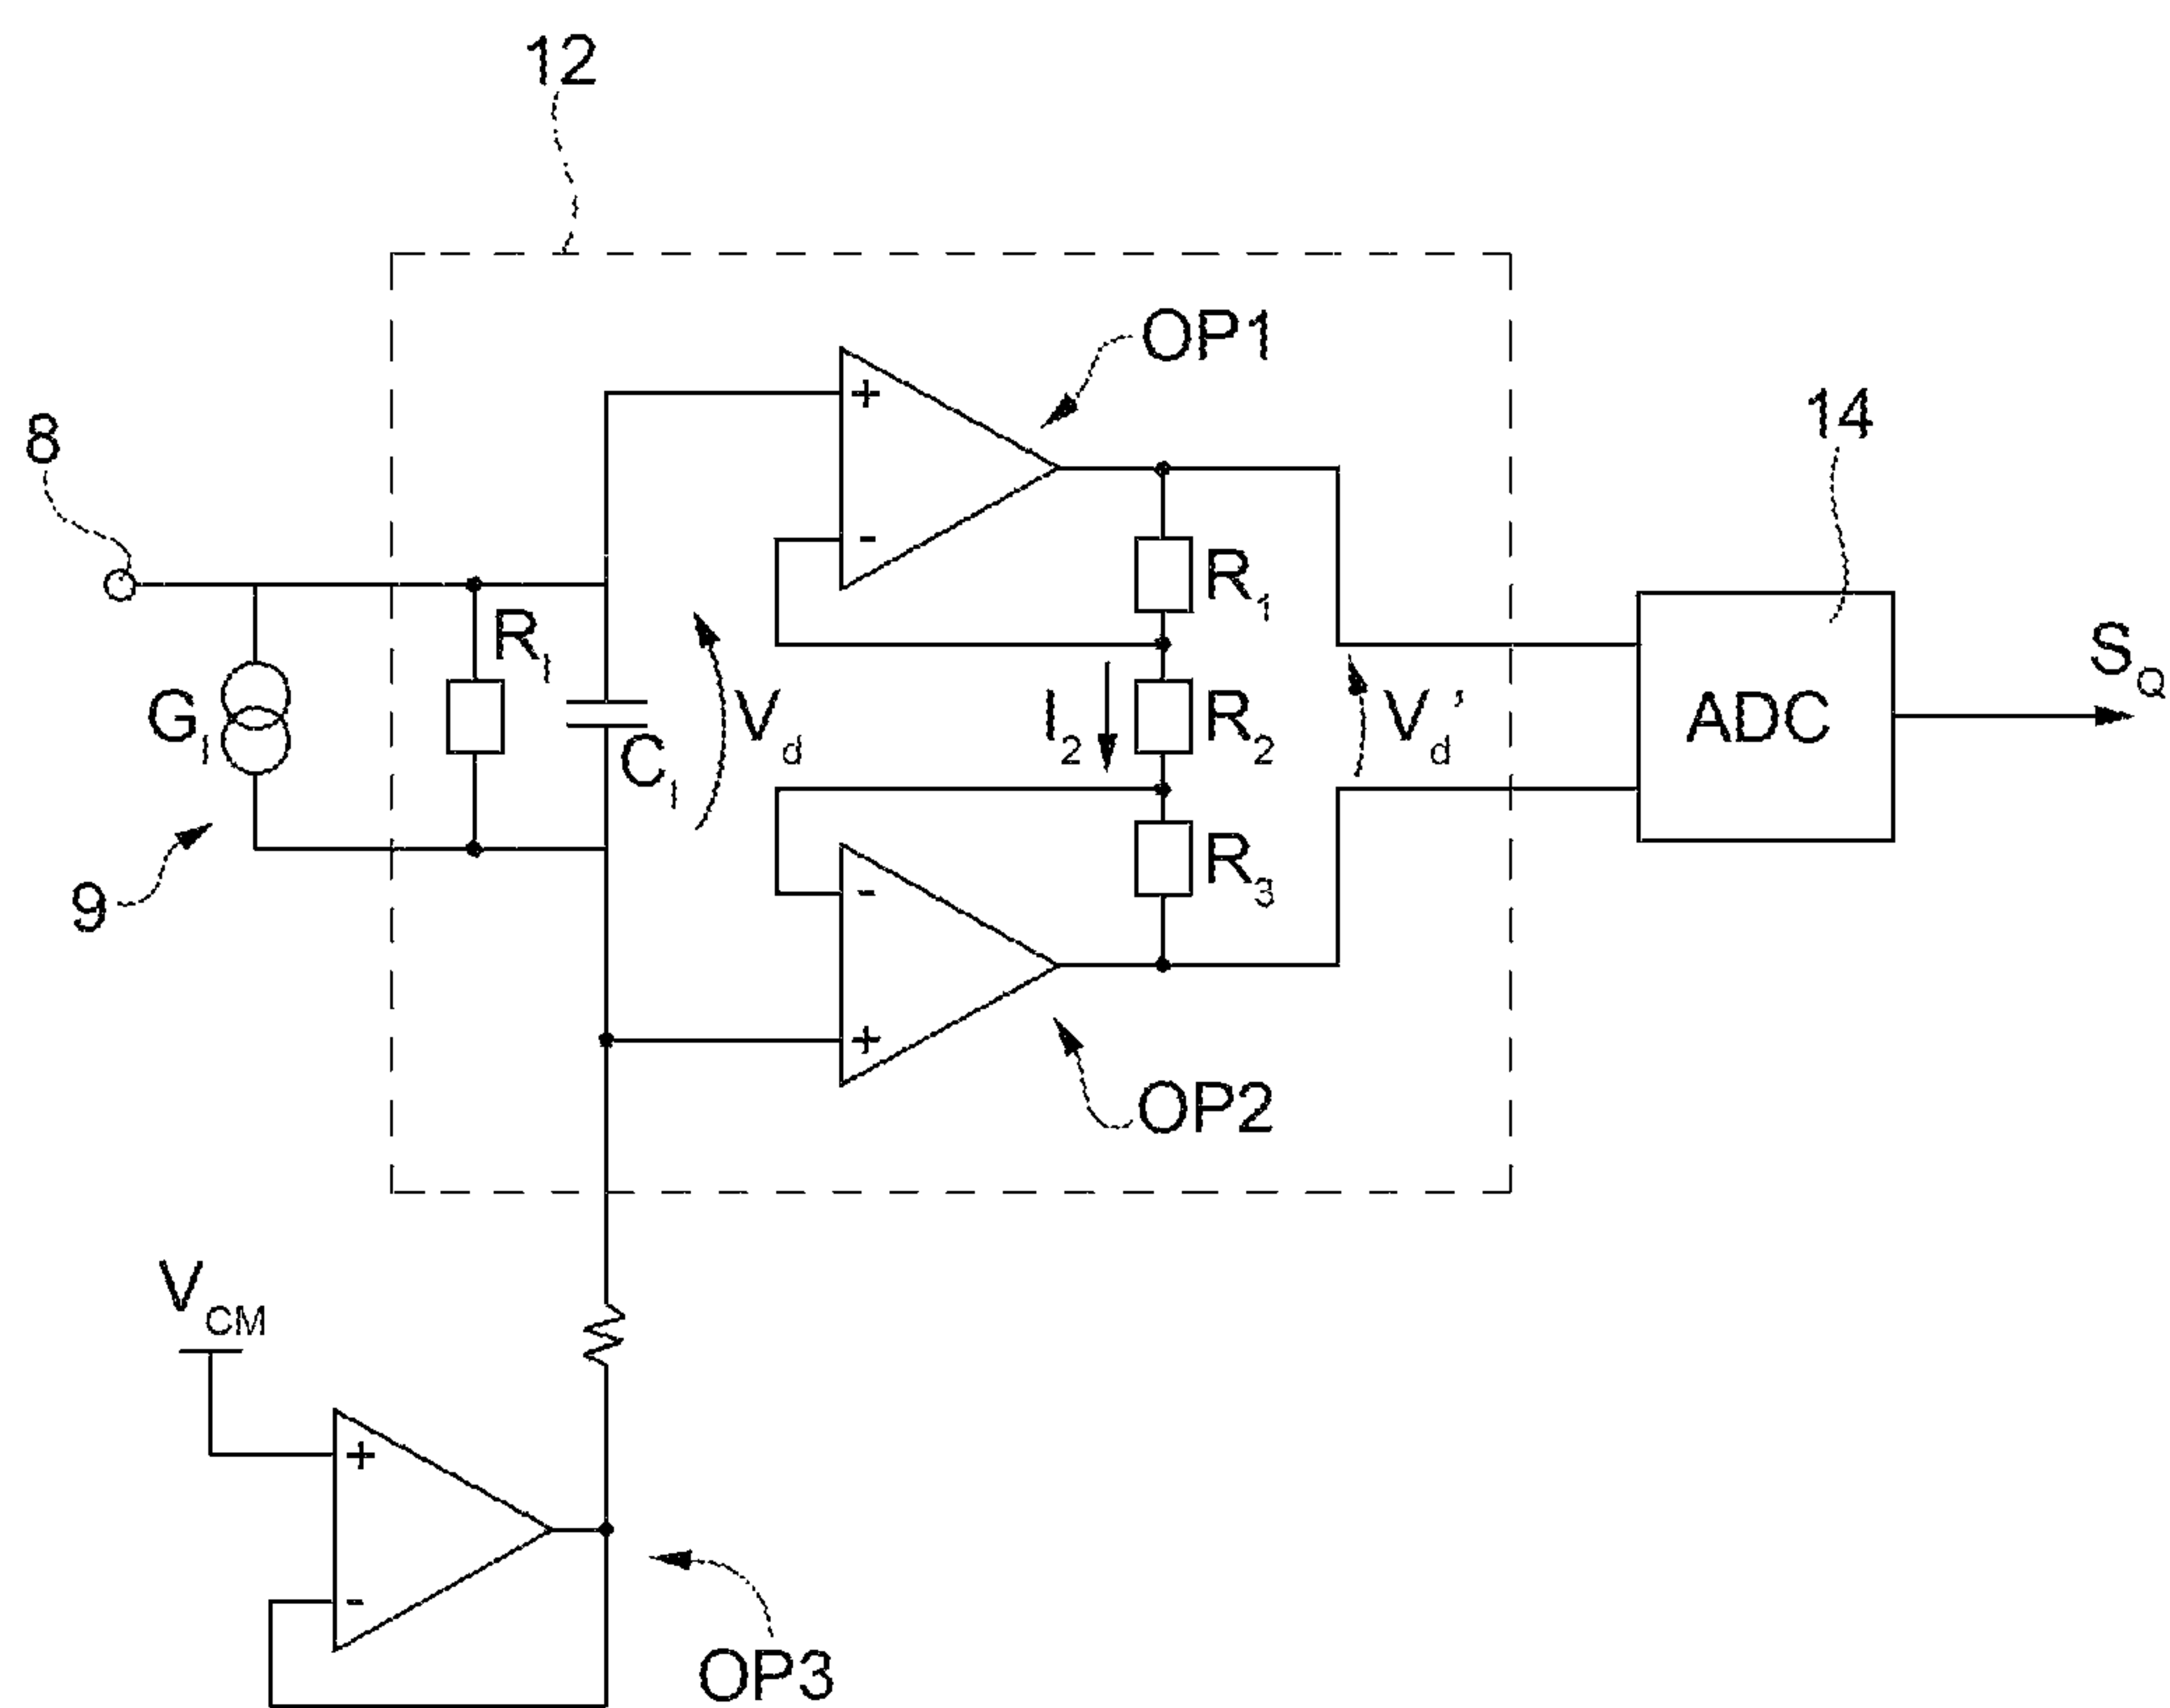 12
OP1
8
14
+
-
R1
RI
SQ
GI
CI
Vd
I2
R2
Vd'
ADC
9
-
R3
+
OP2
VCM
+
-
OP3